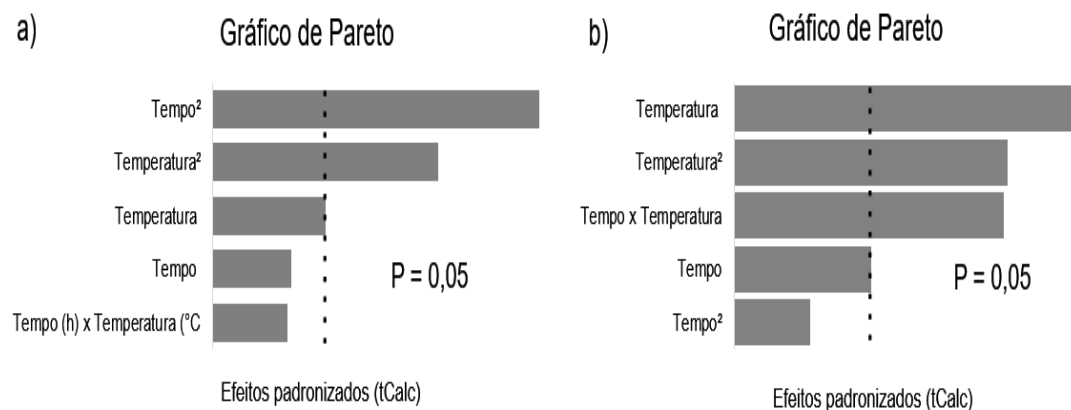 a)
Gráfico de Pareto
Tempo²
Temperatura²
Temperatura
Tempo
Tempo (h) x Temperatura (°C
P = 0,05
Efeitos padronizados (tCalc)
b)
Gráfico de Pareto
Temperatura
Temperatura²
Tempo x Temperatura
Tempo
Tempo²
P = 0,05
Efeitos padronizados (tCalc)